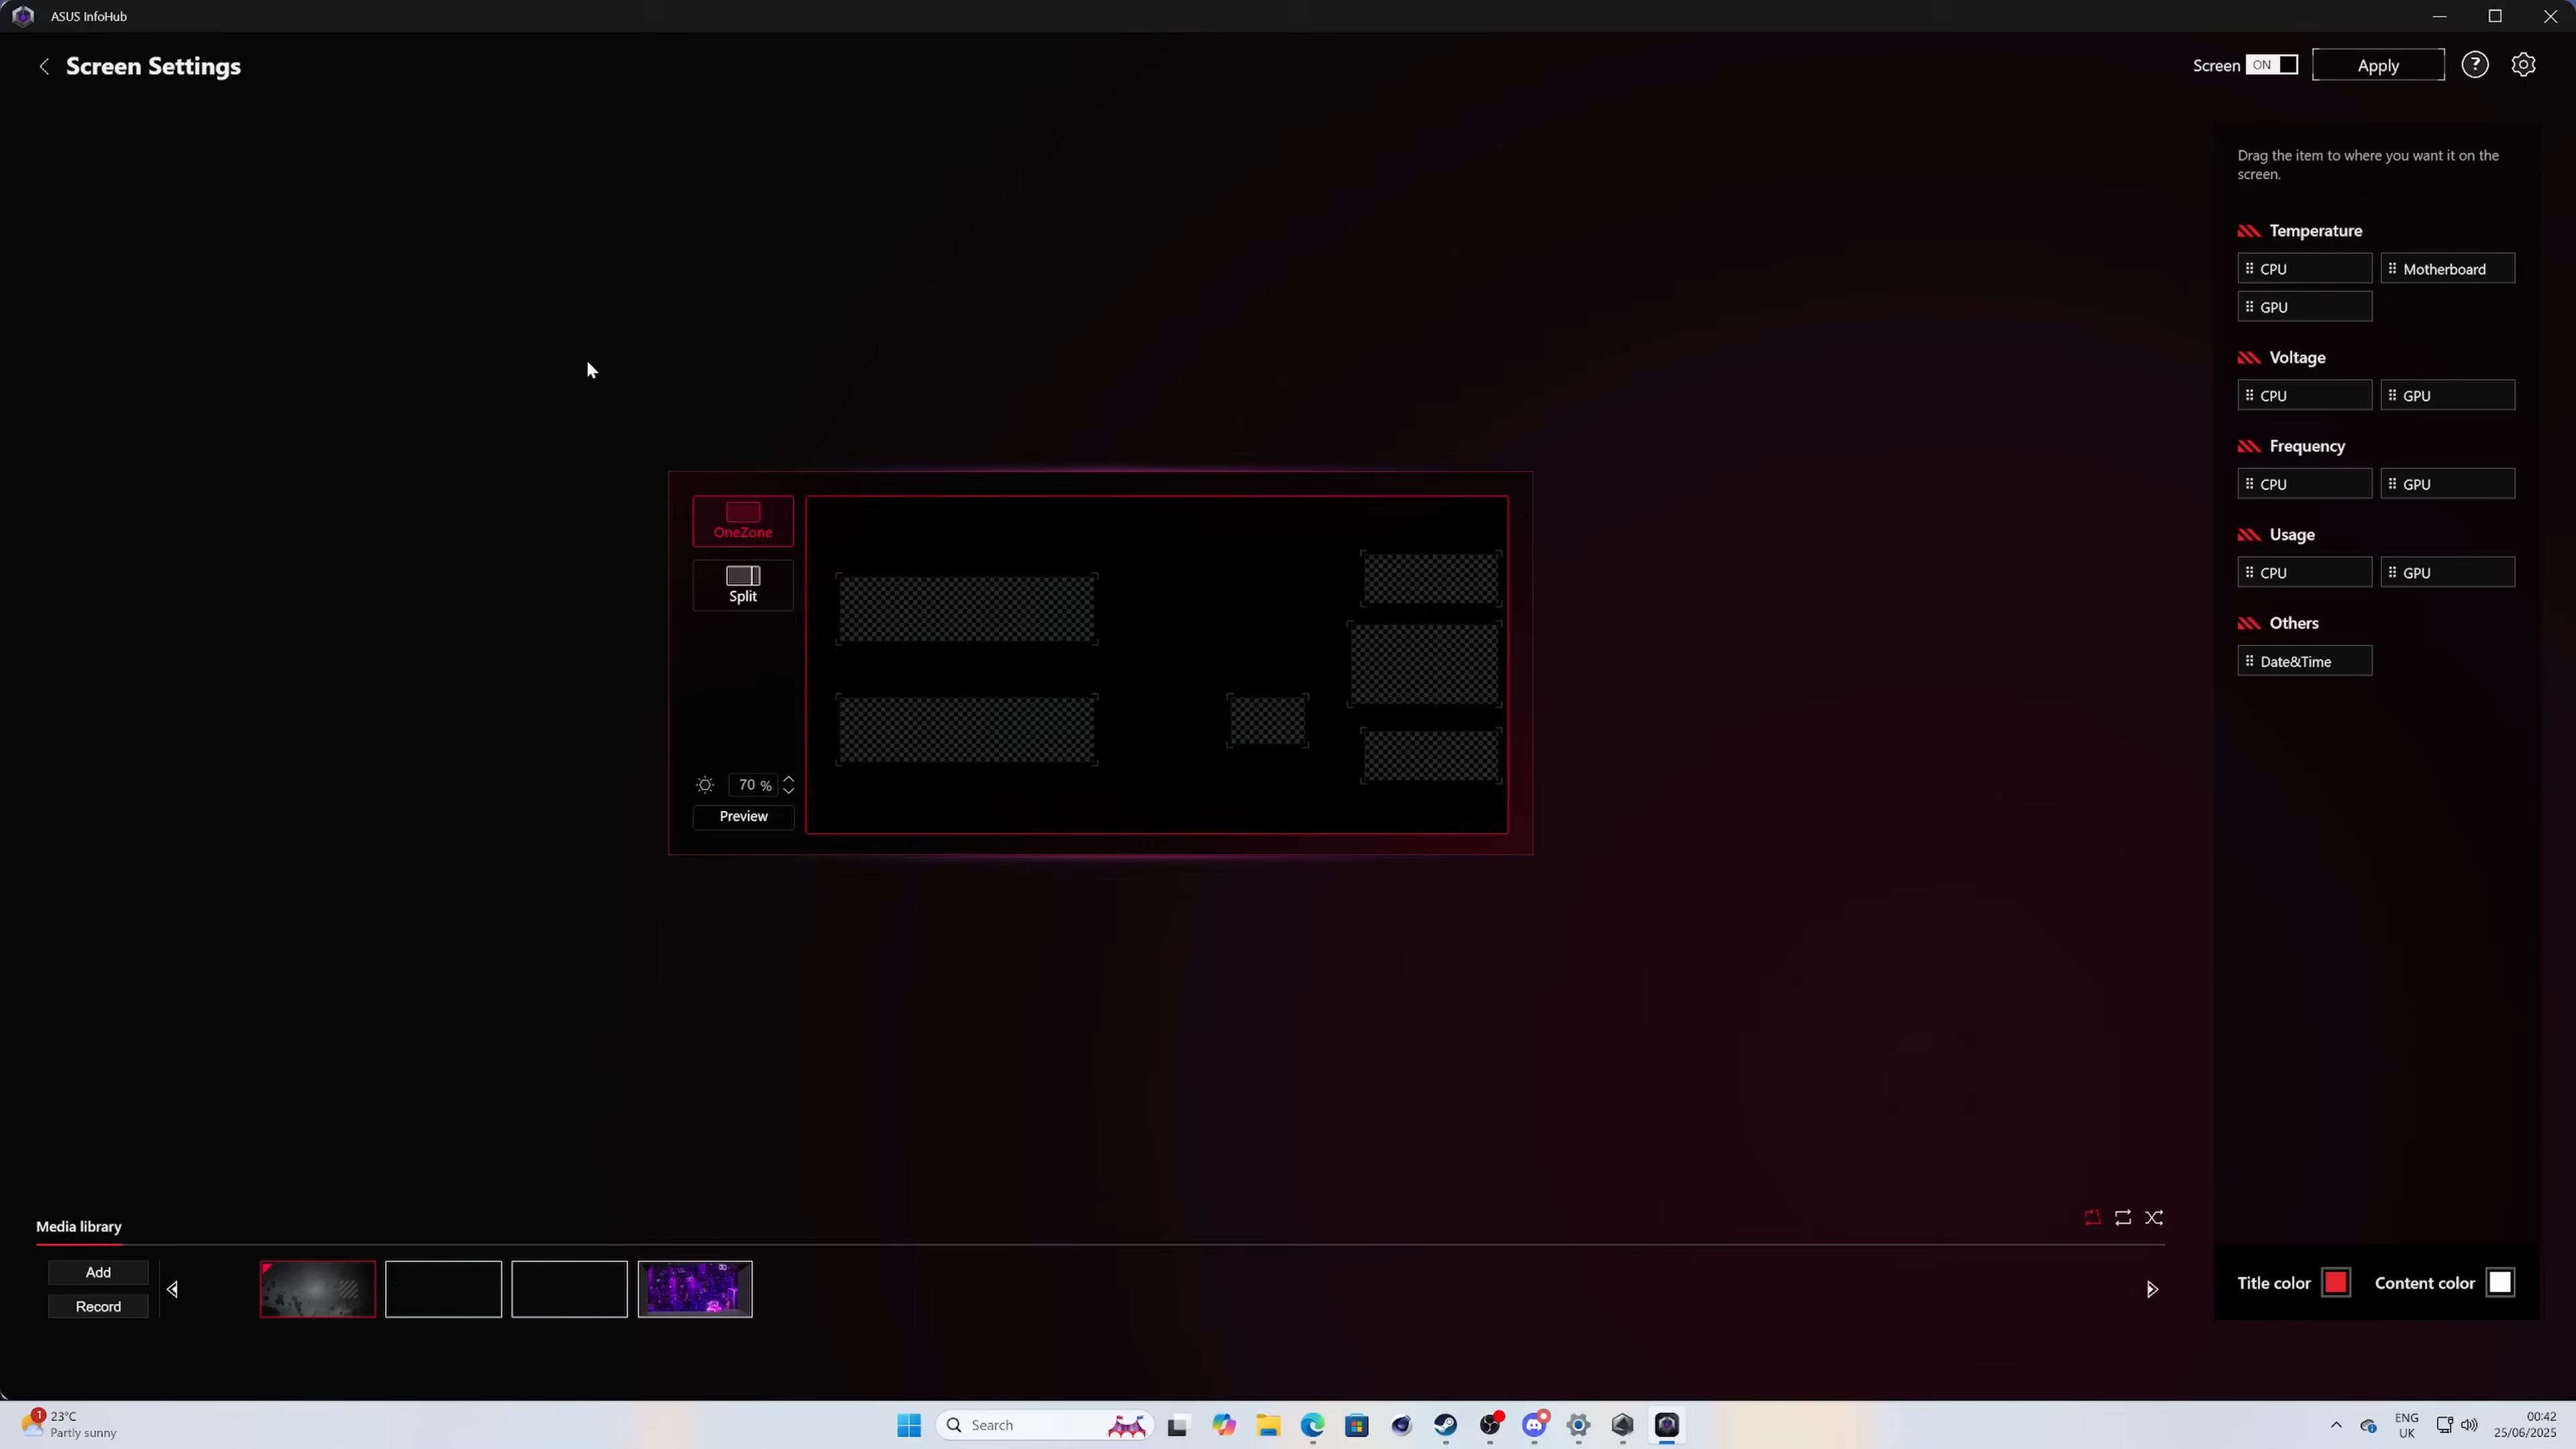 ASUS InfoHub
Screen Settings
Screen ON Apply ?
Drag the item to where you want it on the
screen.
Temperature
CPU Motherboard
GPU
Voltage
CPU GPU
Frequency
CPU GPU
Usage
CPU GPU
Others
Date&Time
OneZone
Split
70 %
Preview
Media library
Add
Record
Title color Content color
1
23°C
Partly sunny
Search
ENG
UK
00:42
25/06/2025